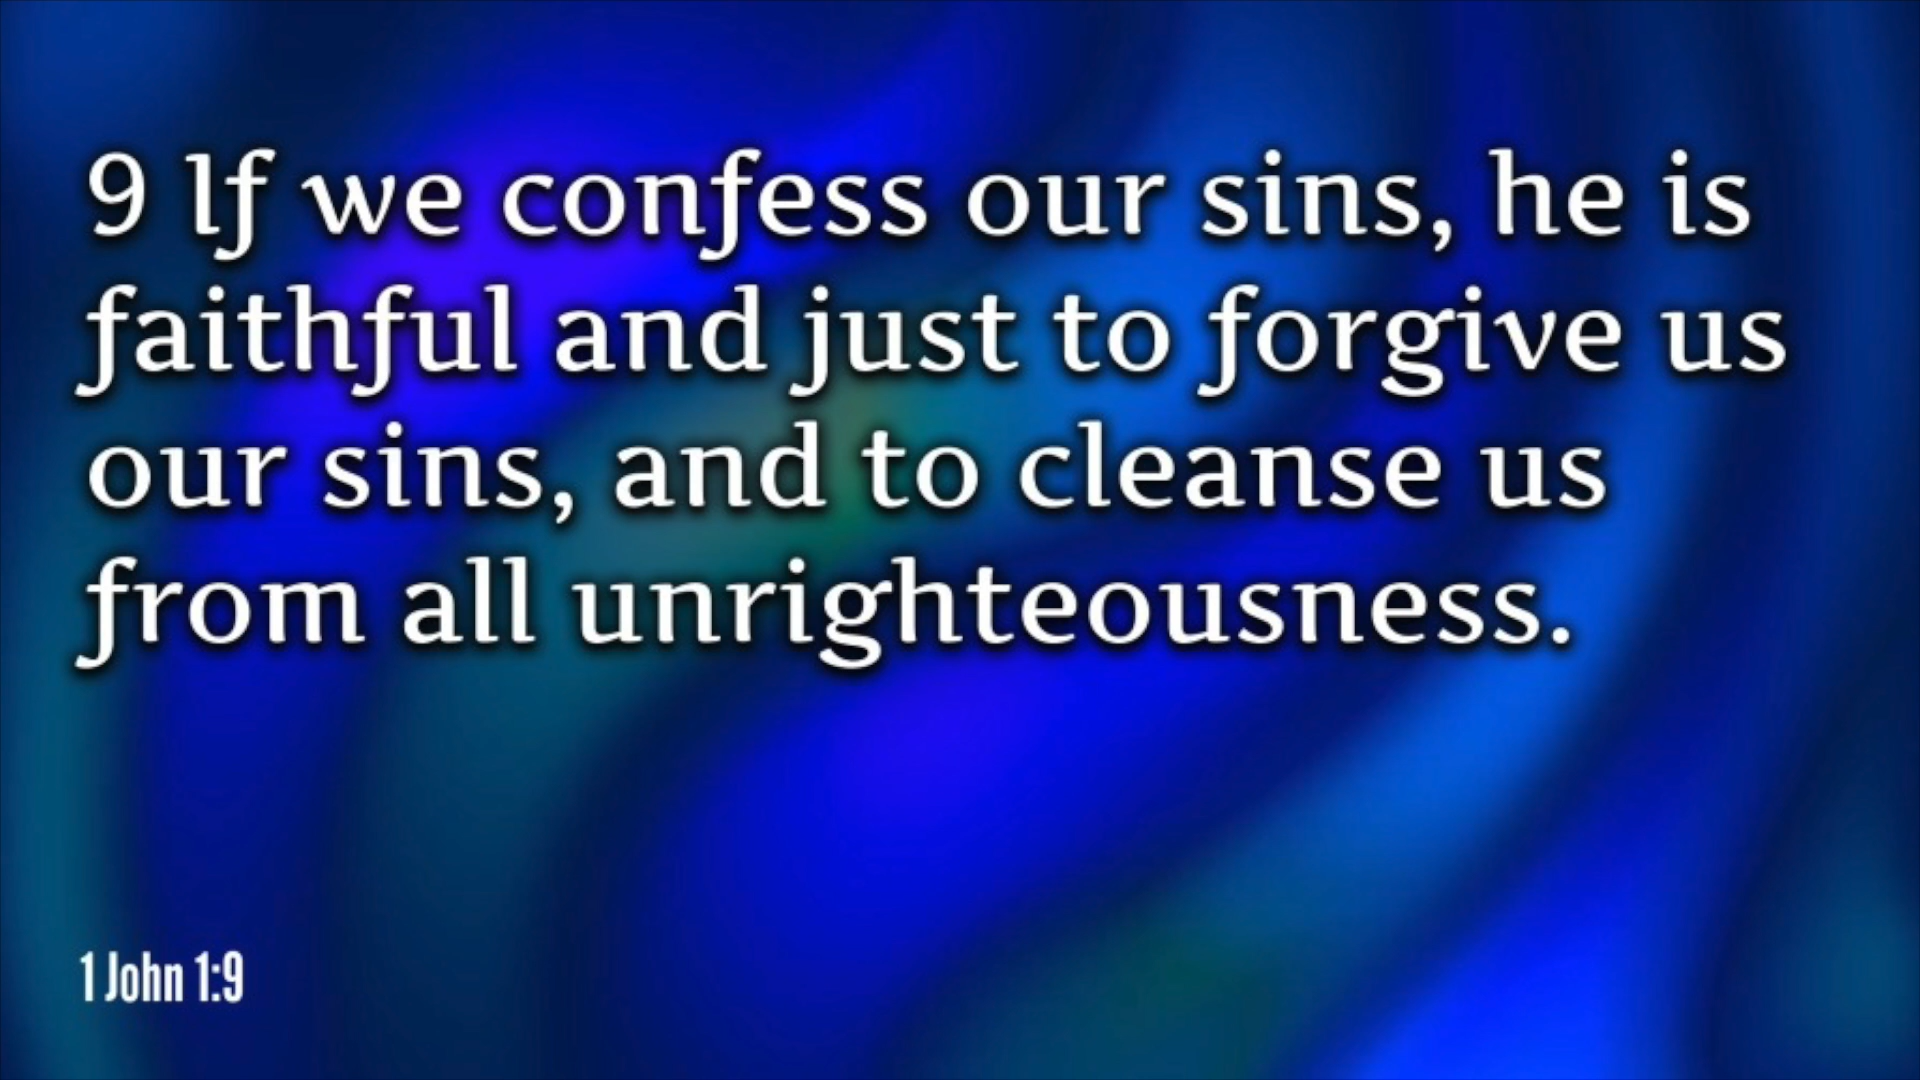 9 If we confess our sins, he is
faithful and just to forgive us
our sins, and to cleanse us
from all unrighteousness.
1 John 1:9